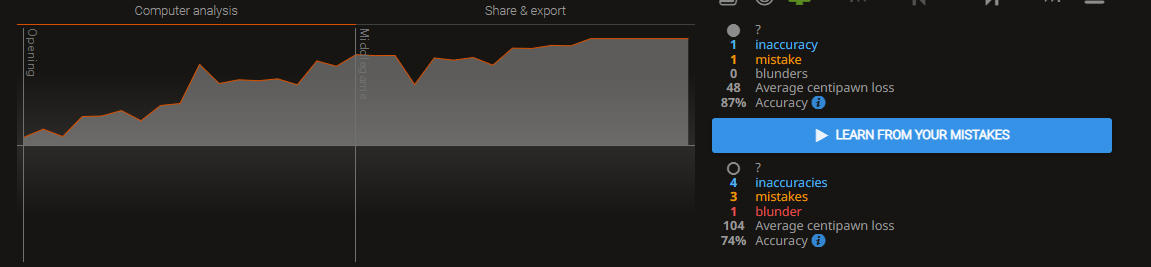 Computer analysis
Share & export
Opening
Middlegame
?
1 inaccuracy
1 mistake
0 blunders
48 Average centipawn loss
87% Accuracy i
LEARN FROM YOUR MISTAKES
?
4 inaccuracies
3 mistakes
1 blunder
104 Average centipawn loss
74% Accuracy i